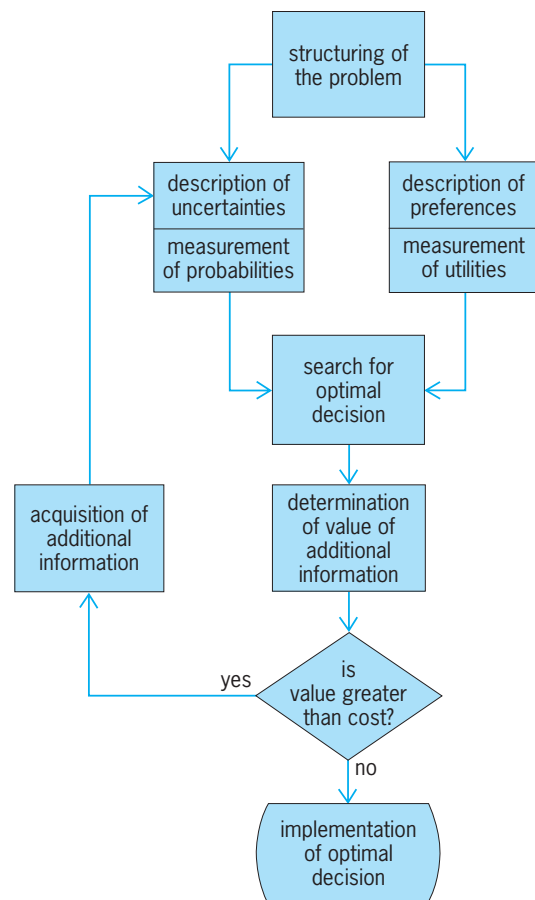 structuring of
the problem
description of
uncertainties
measurement
of probabilities
description of
preferences
measurement
of utilities
search for
optimal
decision
acquisition of
additional
information
determination
of value of
additional
information
yes
is
value greater
than cost?
no
implementation
of optimal
decision